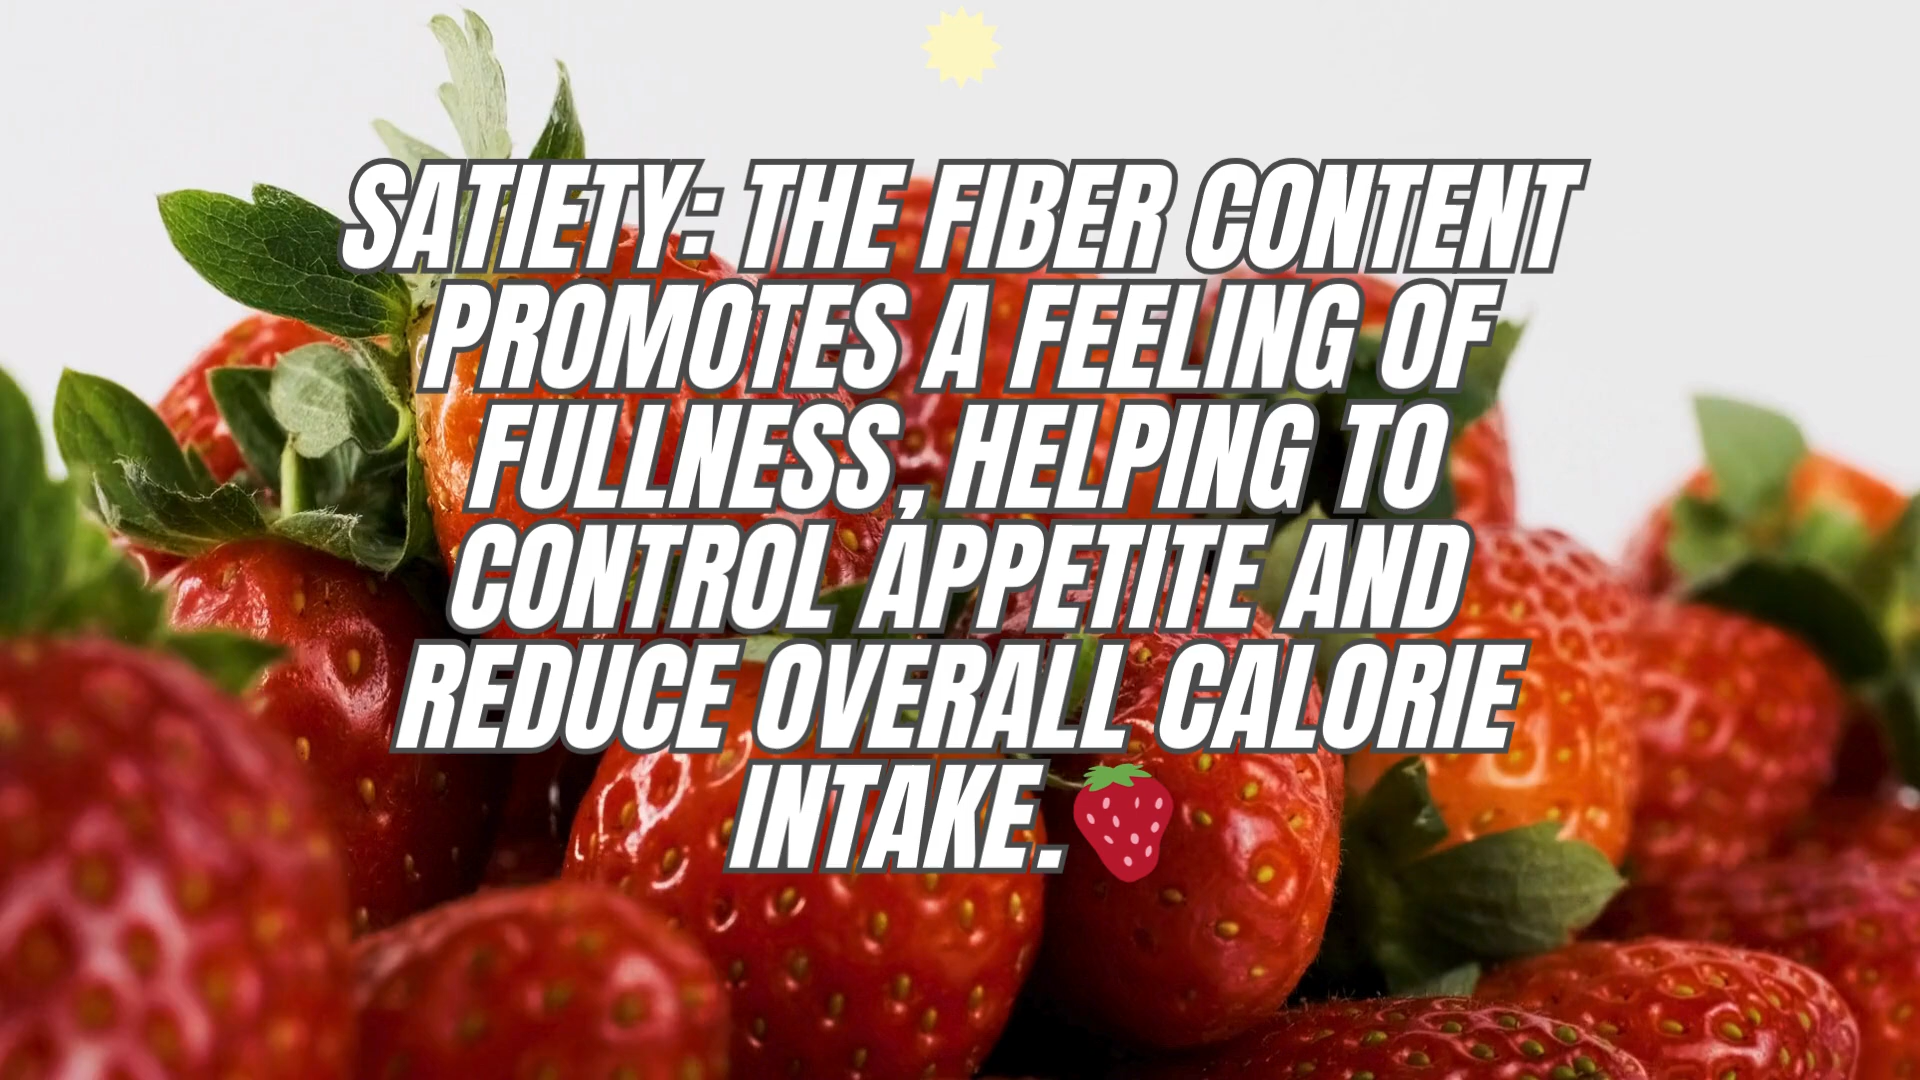 SATIETY: THE FIBER CONTENT
PROMOTES A FEELING OF
FULLNESS, HELPING TO
CONTROL APPETITE AND
REDUCE OVERALL CALORIE
INTAKE. 🍓